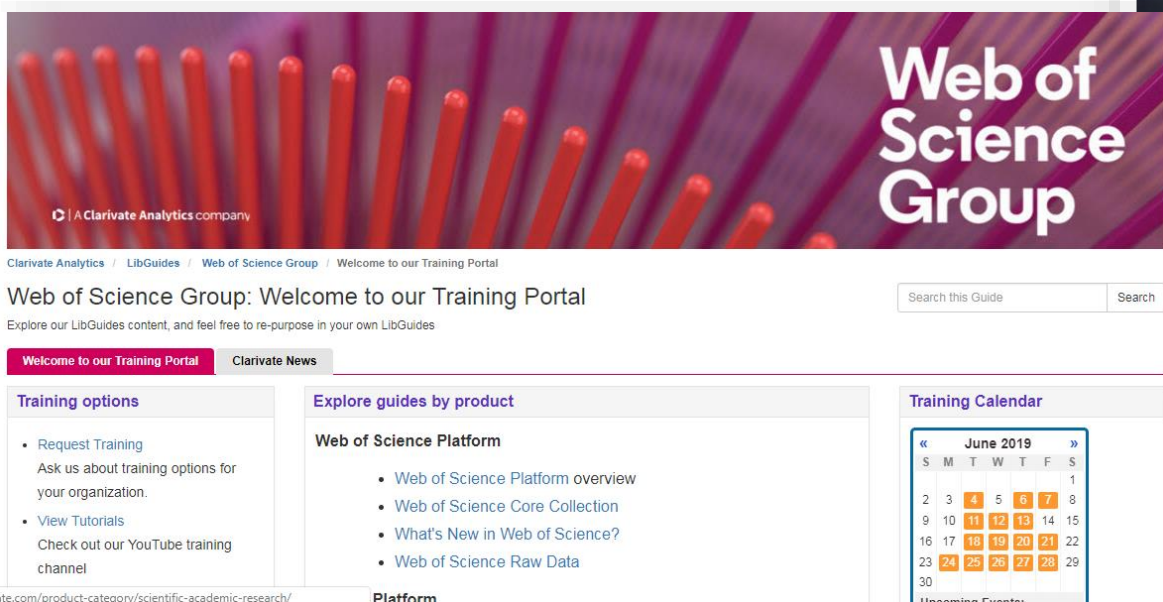 Web of
Science
Group
A Clarivate Analytics company
Clarivate Analytics / LibGuides / Web of Science Group / Welcome to our Training Portal
Web of Science Group: Welcome to our Training Portal
Search this Guide
Search
Explore our LibGuides content, and feel free to re-purpose in your own LibGuides
Welcome to our Training Portal
Clarivate News
Training options
• Request Training
Ask us about training options for
your organization.
• View Tutorials
Check out our YouTube training
channel
Explore guides by product
Web of Science Platform
• Web of Science Platform overview
• Web of Science Core Collection
• What's New in Web of Science?
• Web of Science Raw Data
Platform
Training Calendar
« June 2019 »
S M T W T F S
1
2 3 4 5 6 7 8
9 10 11 12 13 14 15
16 17 18 19 20 21 22
23 24 25 26 27 28 29
30
Upcoming Events:
te.com/product-category/scientific-academic-research/